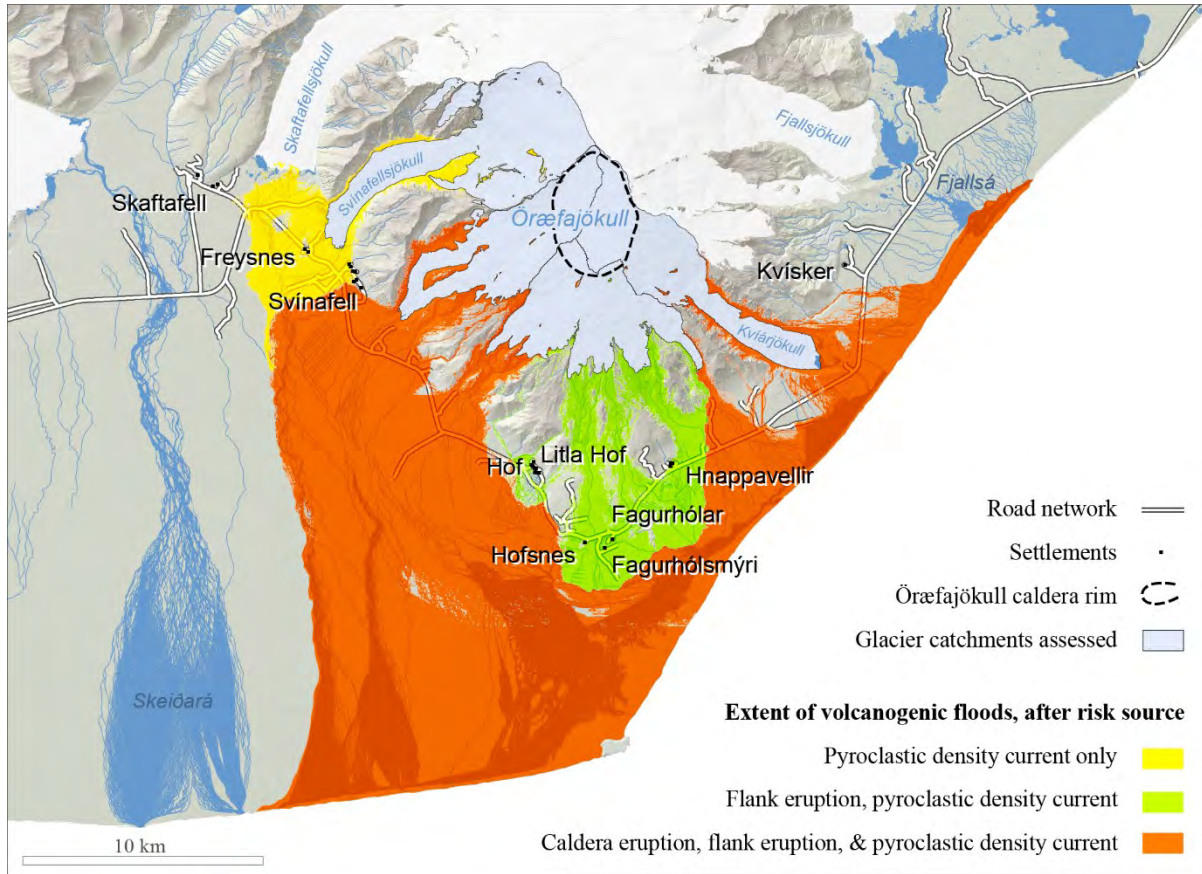 Skaftafellsjökull
Fjallsjökull
Svínafellsjökull
Skaftafell
Fjallsá
Öræfajökull
Freysnes
Kvísker
Svínafell
Kvíárjökull
Hof
Litla Hof
Hnappavellir
Fagurhólar
Hofsnes
Fagurhólsmýri
Skeiðará
10 km
Road network
Settlements
Öræfajökull caldera rim
Glacier catchments assessed
Extent of volcanogenic floods, after risk source
Pyroclastic density current only
Flank eruption, pyroclastic density current
Caldera eruption, flank eruption, & pyroclastic density current